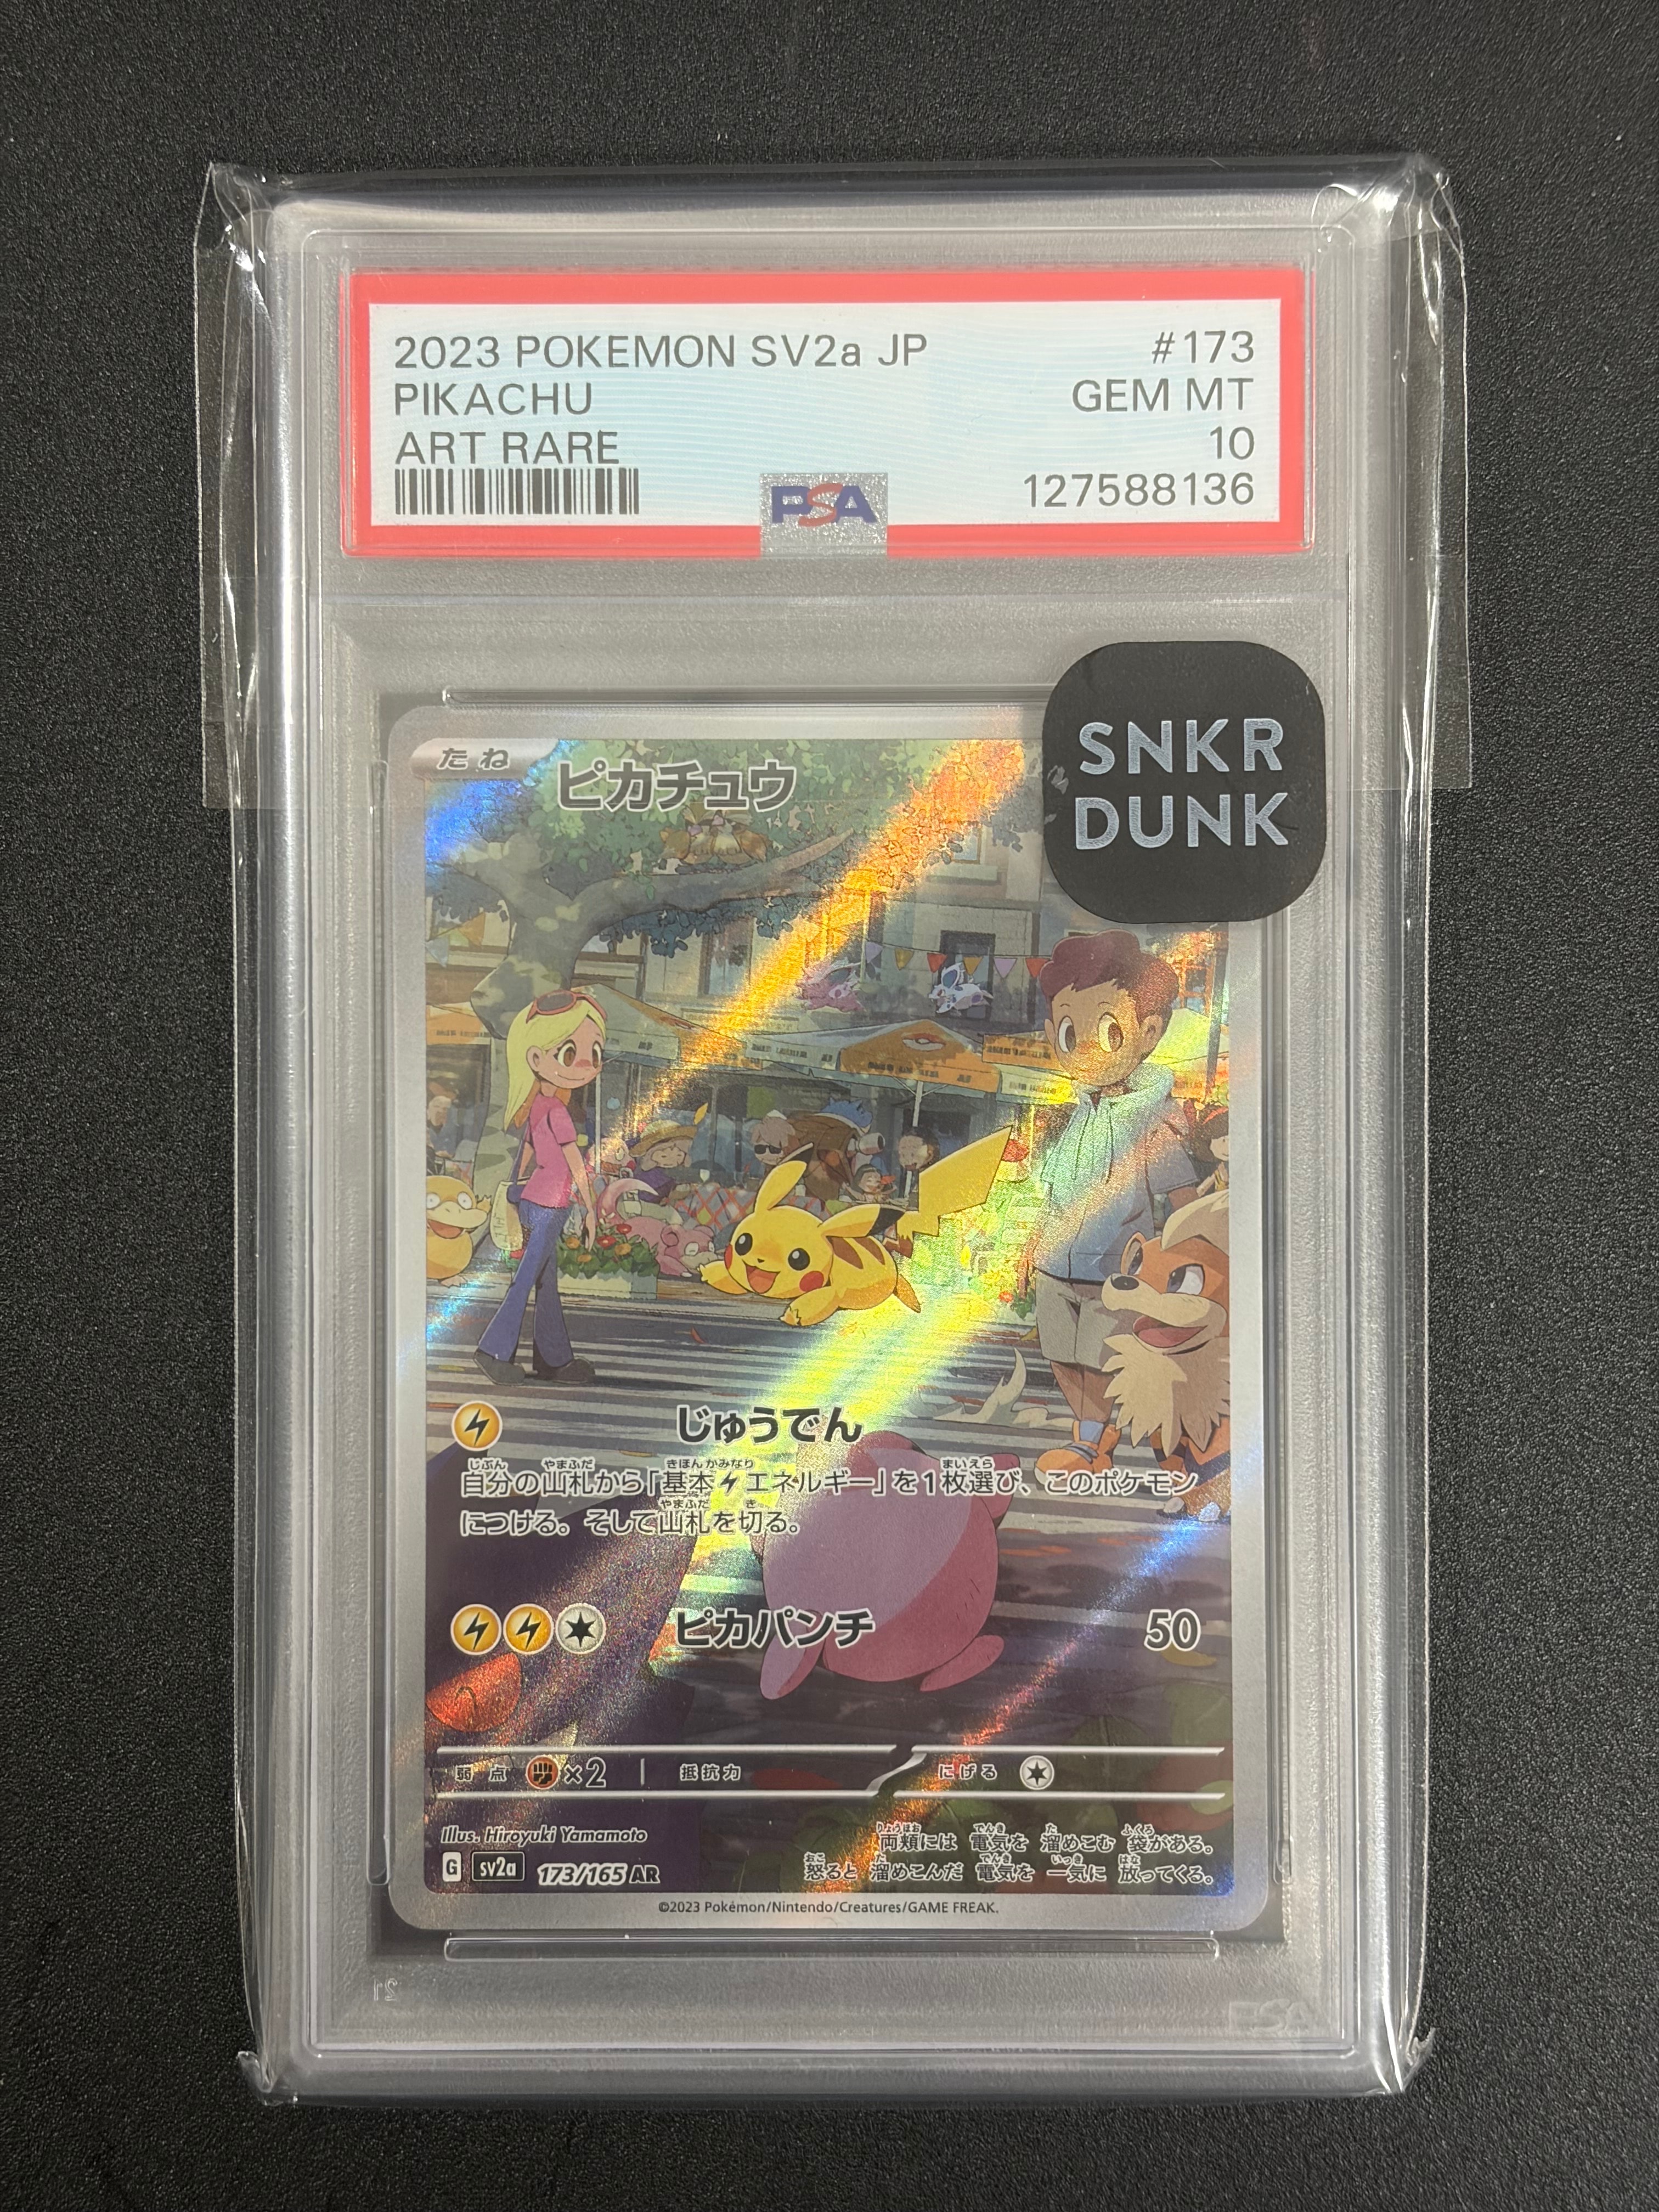 2023 POKEMON SV2a JP #173
PIKACHU GEM MT
ART RARE 10
PSA 127588136
SNKR
DUNK
たね ピカチュウ
じゅうでん
自分の山札から「基本エネルギー」を1枚選び、このポケモン
につける。そして山札を切る。
ピカパンチ 50
弱点 ×2 抵抗力 にげる
Illus. Hiroyuki Yamamoto
両頬には 電気を 溜めこむ 袋がある。
怒ると 溜めこんだ 電気を 一気に 放ってくる。
G sv2a 173/165 AR
©2023 Pokémon/Nintendo/Creatures/GAME FREAK.
PSA